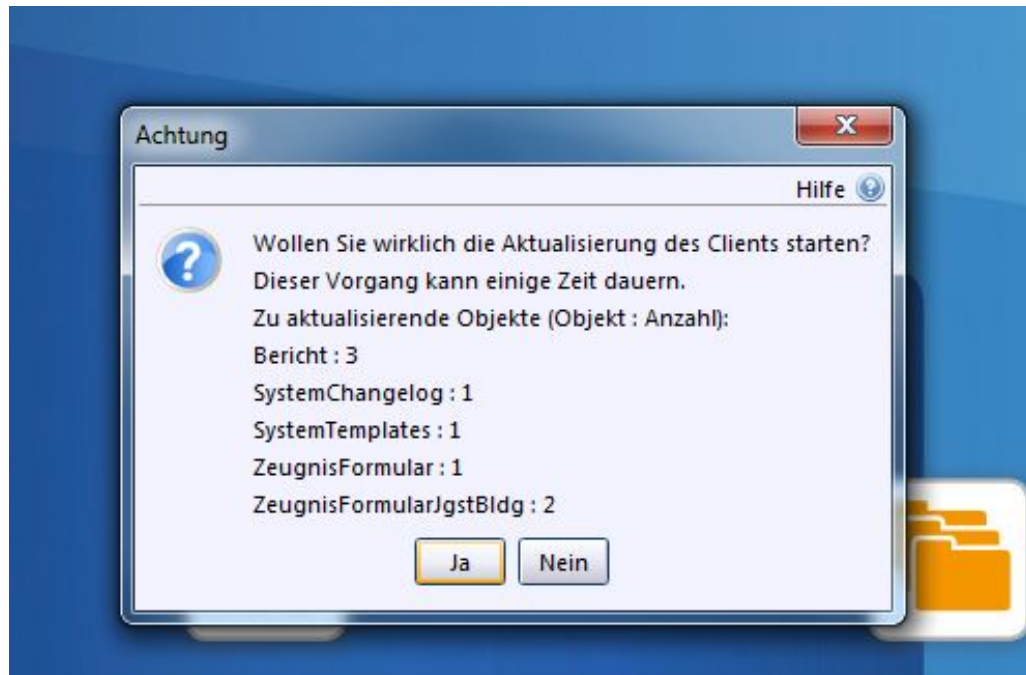 Achtung
Hilfe
Wollen Sie wirklich die Aktualisierung des Clients starten?
Dieser Vorgang kann einige Zeit dauern.
Zu aktualisierende Objekte (Objekt : Anzahl):
Bericht : 3
SystemChangelog : 1
SystemTemplates : 1
ZeugnisFormular : 1
ZeugnisFormularJgstBldg : 2
Ja Nein